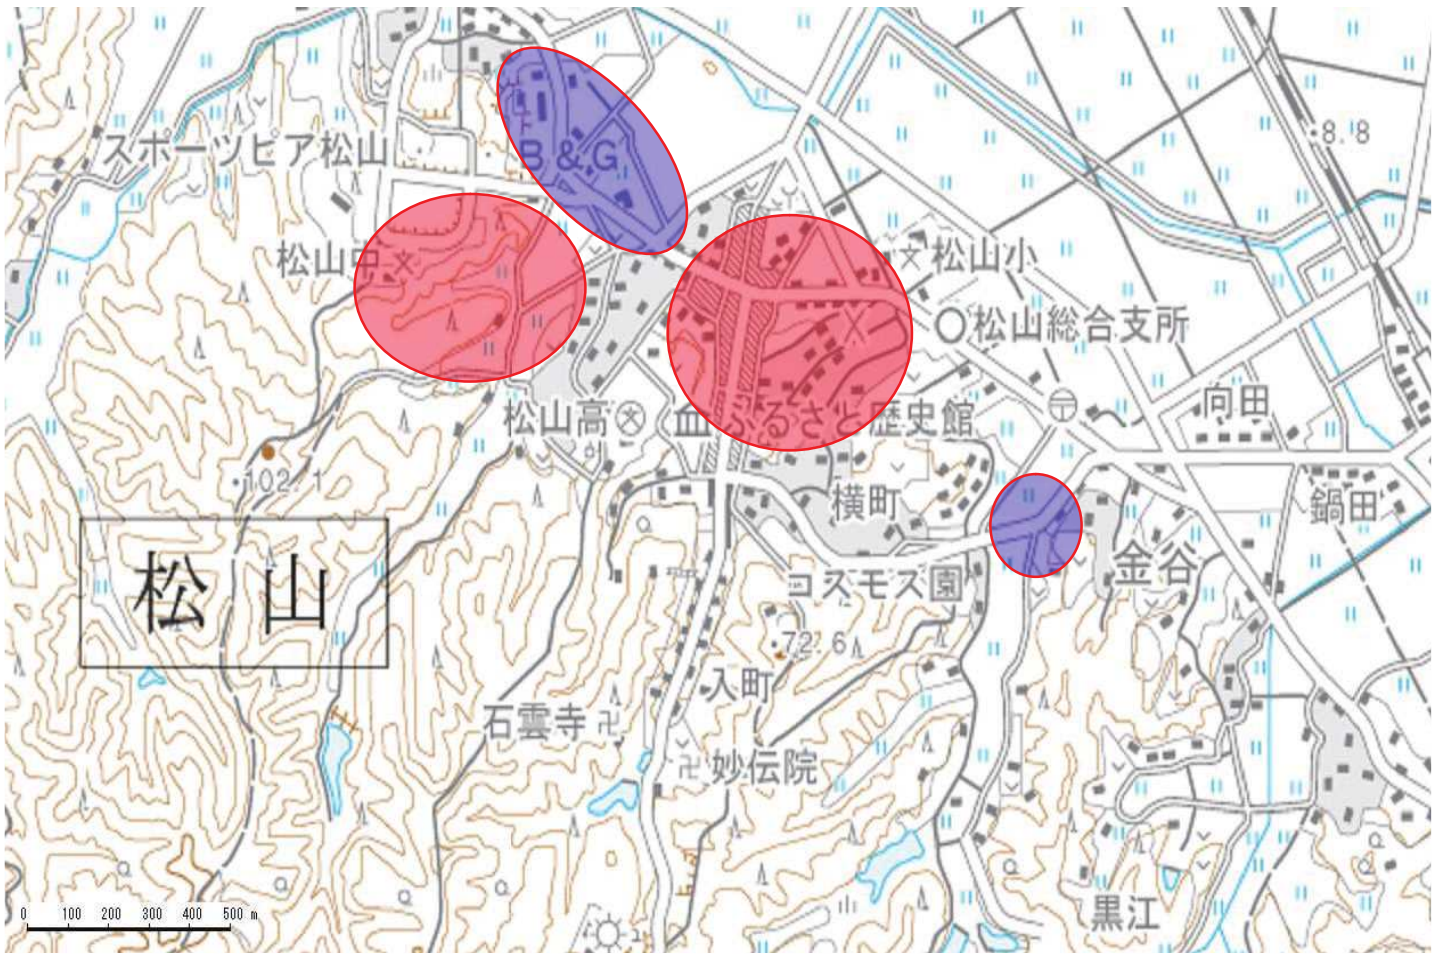 8.8
スポーツピア松山
B & G
松山中
松山小
松山総合支所
向田
松山高
ふるさと歴史館
102.1
横町
鍋田
金谷
松山
コスモス園
72.6
入町
石雲寺
妙伝院
黒江
0 100 200 300 400 500 m